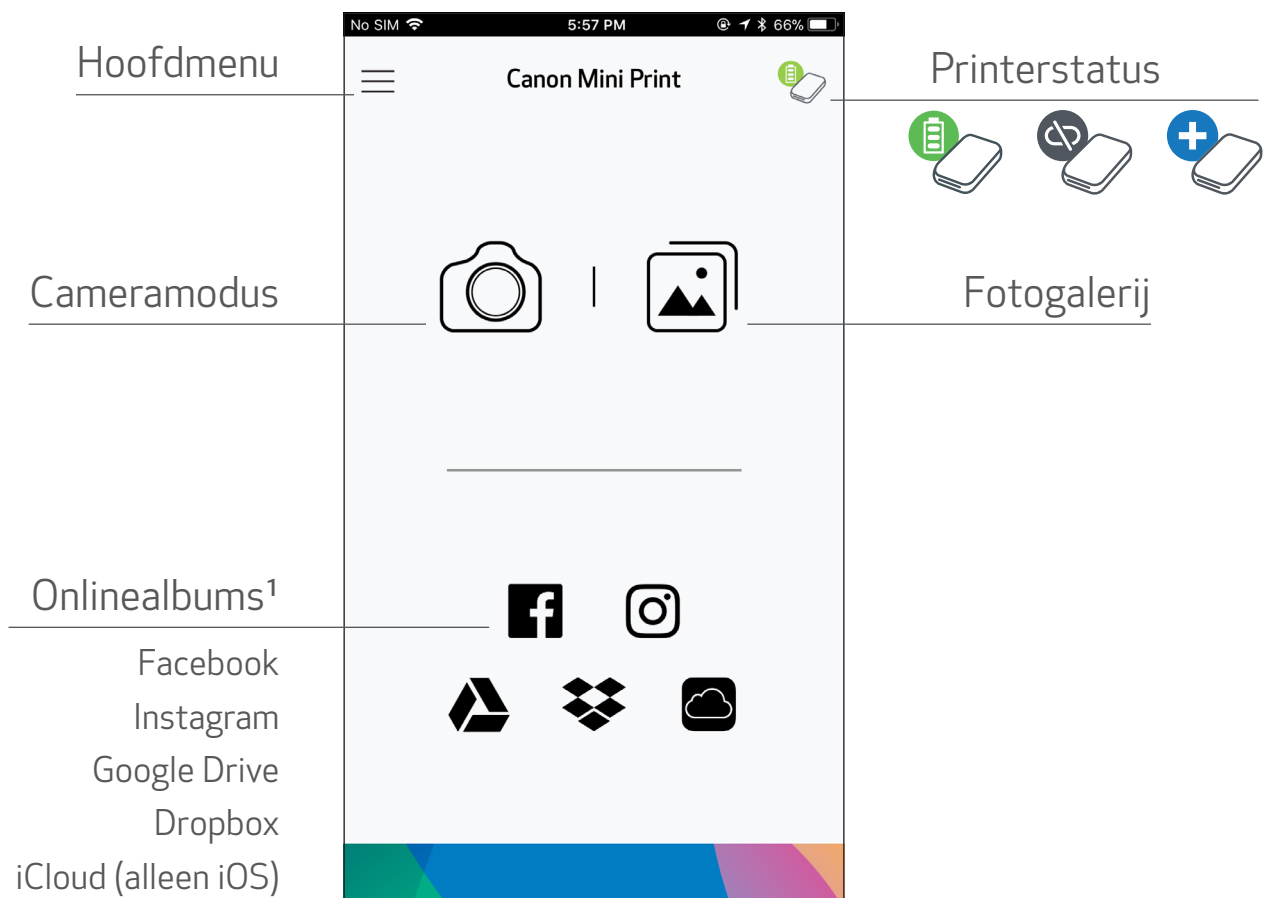 No SIM 5:57 PM 66%
Hoofdmenu
Canon Mini Print
Printerstatus
Cameramodus
Fotogalerij
Onlinealbums¹
Facebook
Instagram
Google Drive
Dropbox
iCloud (alleen iOS)